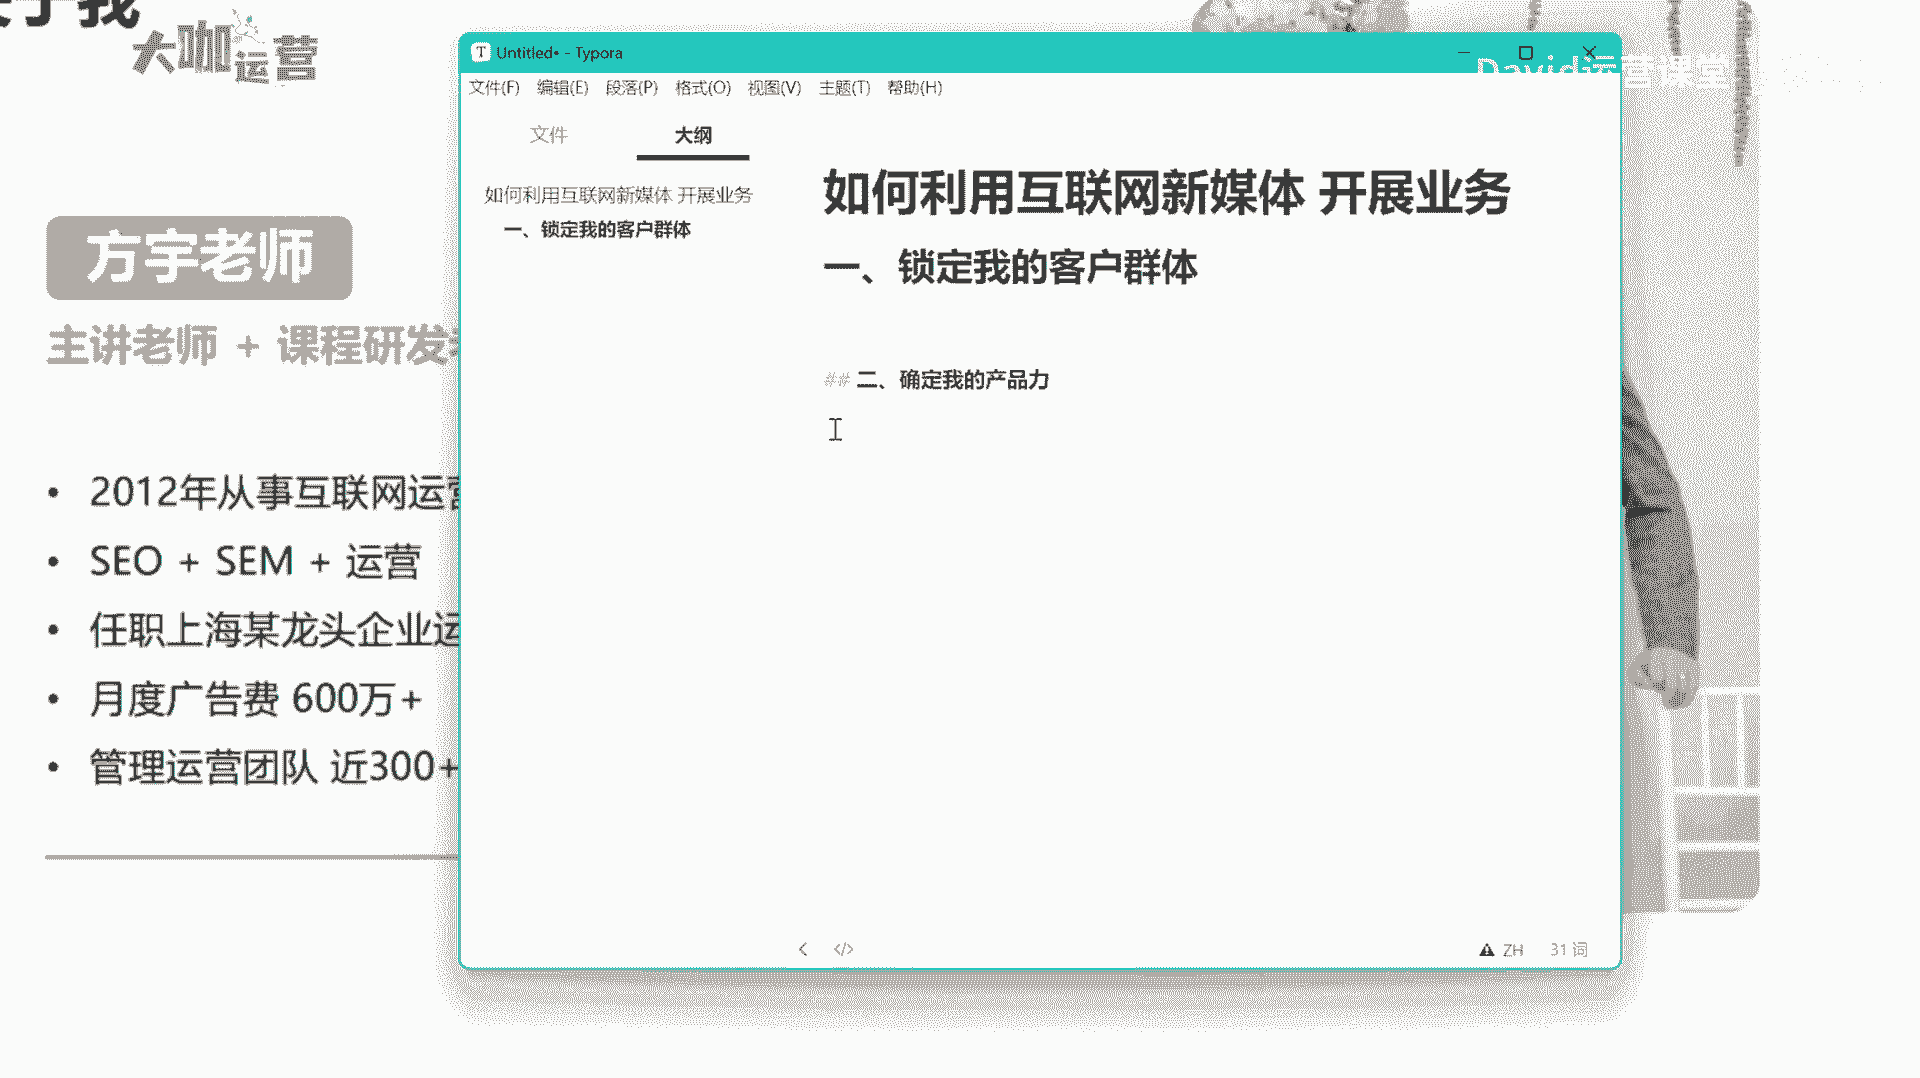 大咖运营
方宇老师
主讲老师 + 课程研发
• 2012年从事互联网运营
• SEO + SEM + 运营
• 任职上海某龙头企业运
• 月度广告费 600万+
• 管理运营团队 近300+
Untitled• - Typora
David运营课堂
文件(F) 编辑(E) 段落(P) 格式(O) 视图(V) 主题(T) 帮助(H)
文件 大纲
如何利用互联网新媒体 开展业务
一、锁定我的客户群体
如何利用互联网新媒体 开展业务
一、锁定我的客户群体
## 二、确定我的产品力
ZH 31 词